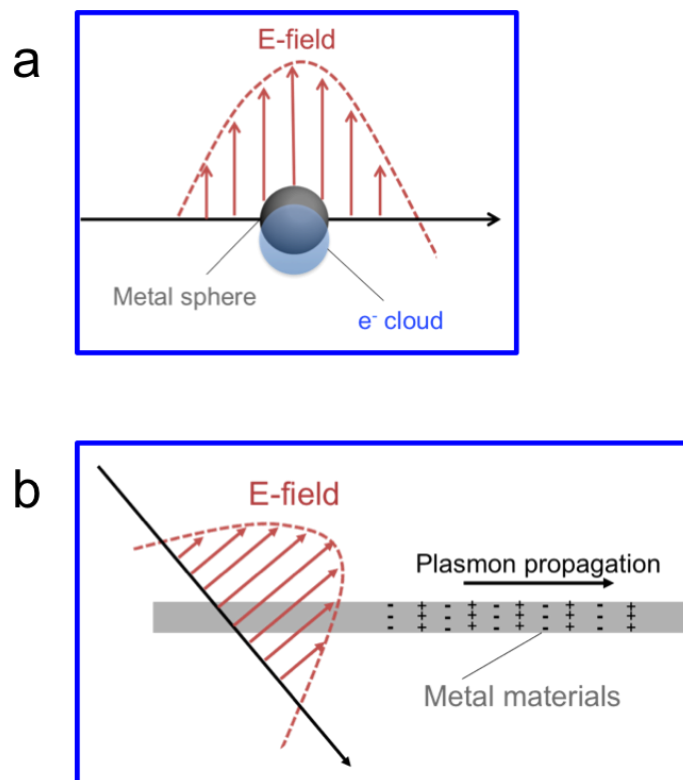 a
E-field
Metal sphere
e⁻ cloud
b
E-field
Plasmon propagation
- + - + - + - + - +
- + - + - + - + - +
- + - + - + - + - +
Metal materials